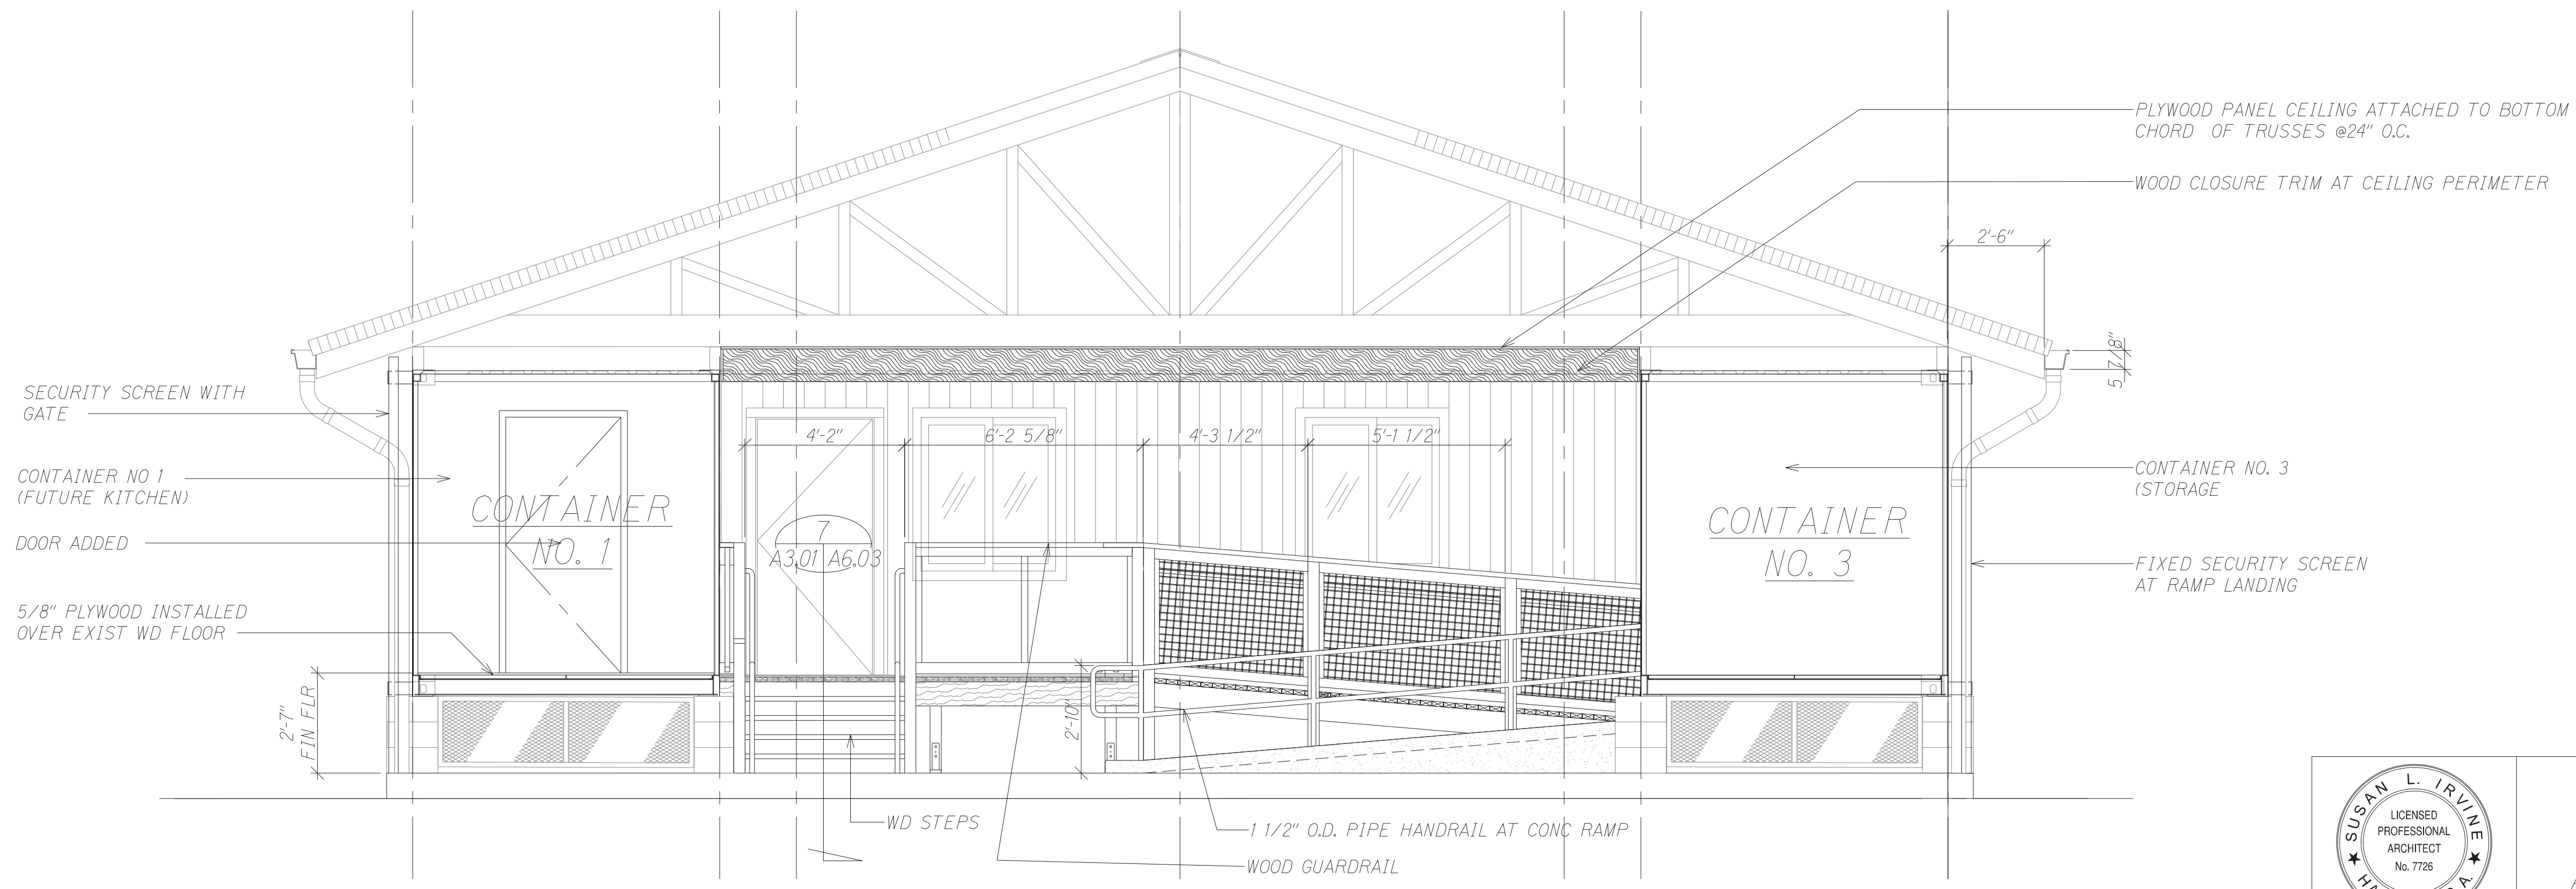 PLYWOOD PANEL CEILING ATTACHED TO BOTTOM
CHORD OF TRUSSES @24" O.C.
WOOD CLOSURE TRIM AT CEILING PERIMETER
2'-6"
5 7/8"
SECURITY SCREEN WITH
GATE
CONTAINER NO 1
(FUTURE KITCHEN)
DOOR ADDED
5/8" PLYWOOD INSTALLED
OVER EXIST WD FLOOR
2'-7"
FIN FLR
CONTAINER
NO. 1
4'-2"
6'-2 5/8"
4'-3 1/2"
5'-1 1/2"
7
A3.01 A6.03
2'-10"
CONTAINER
NO. 3
CONTAINER NO. 3
(STORAGE
FIXED SECURITY SCREEN
AT RAMP LANDING
WD STEPS
1 1/2" O.D. PIPE HANDRAIL AT CONC RAMP
WOOD GUARDRAIL
SUSAN L. IRVINE
LICENSED
PROFESSIONAL
ARCHITECT
No. 7726